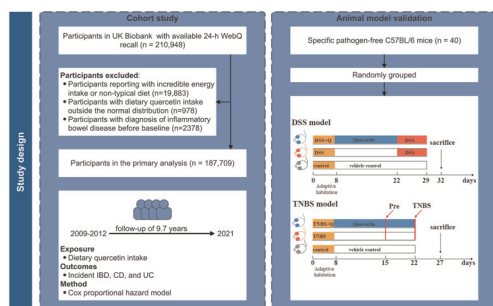 Study design
Cohort study
Participants in UK Biobank with available 24-h WebQ
recall (n = 210,948)
Participants excluded:
• Participants reporting with incredible energy
intake or non-typical diet (n=19,883)
• Participants with dietary quercetin intake
outside the normal distribution (n=978)
• Participants with diagnosis of inflammatory
bowel disease before baseline (n=2378)
Participants in the primary analysis (n = 187,709)
follow-up of 9.7 years
2009-2012
2021
Exposure
• Dietary quercetin intake
Outcomes
• Incident IBD, CD, and UC
Method
• Cox proportional hazard model
Animal model validation
Specific pathogen-free C57BL/6 mice (n = 40)
Randomly grouped
DSS model
DSS+Q
Quercetin
DSS
DSS
DSS
control
vehicle control
sacrifice
0
8
22
29
32
days
Adaptive
habitation
TNBS model
Pre
TNBS
TNBS+Q
Quercetin
TNBS
control
vehicle control
sacrifice
0
8
15
22
27
days
Adaptive
habitation